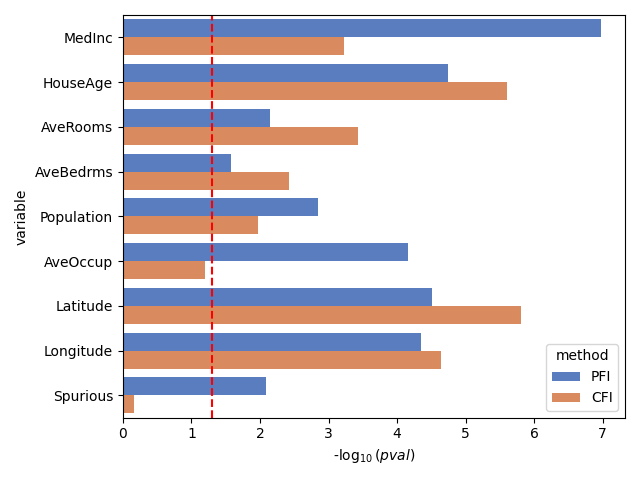 MedInc
HouseAge
AveRooms
AveBedrms
Population
AveOccup
Latitude
Longitude
Spurious
variable
0 1 2 3 4 5 6 7
-log₁₀(pval)
method
PFI
CFI